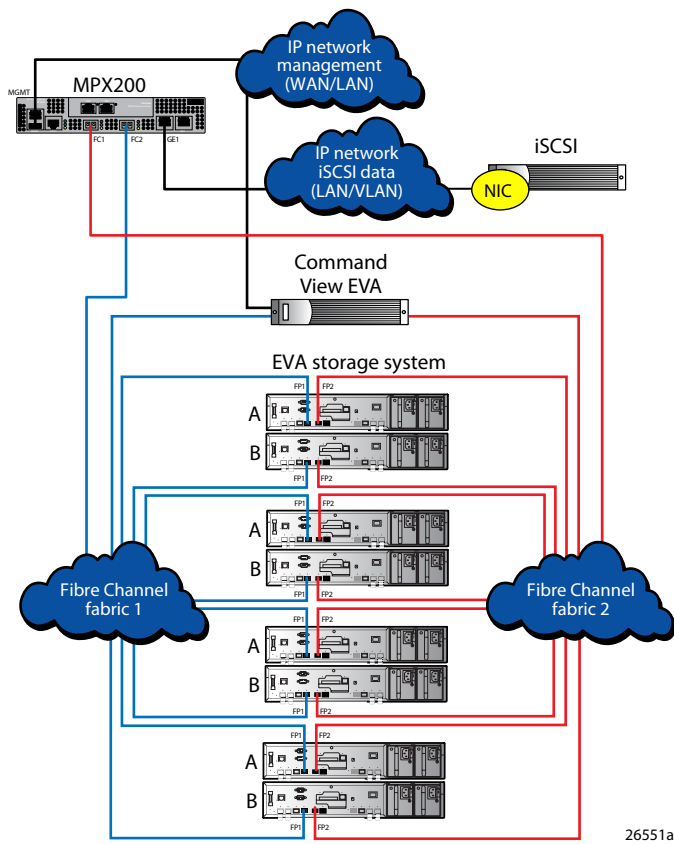 IP network
management
(WAN/LAN)
MPX200
MGMT
FC1
FC2
GE1
IP network
iSCSI data
(LAN/VLAN)
iSCSI
NIC
Command
View EVA
EVA storage system
FP1
FP2
A
B
FP1
FP2
FP1
FP2
A
B
FP1
FP2
Fibre Channel
fabric 1
Fibre Channel
fabric 2
FP1
FP2
A
B
FP1
FP2
FP1
FP2
A
B
FP1
FP2
26551a